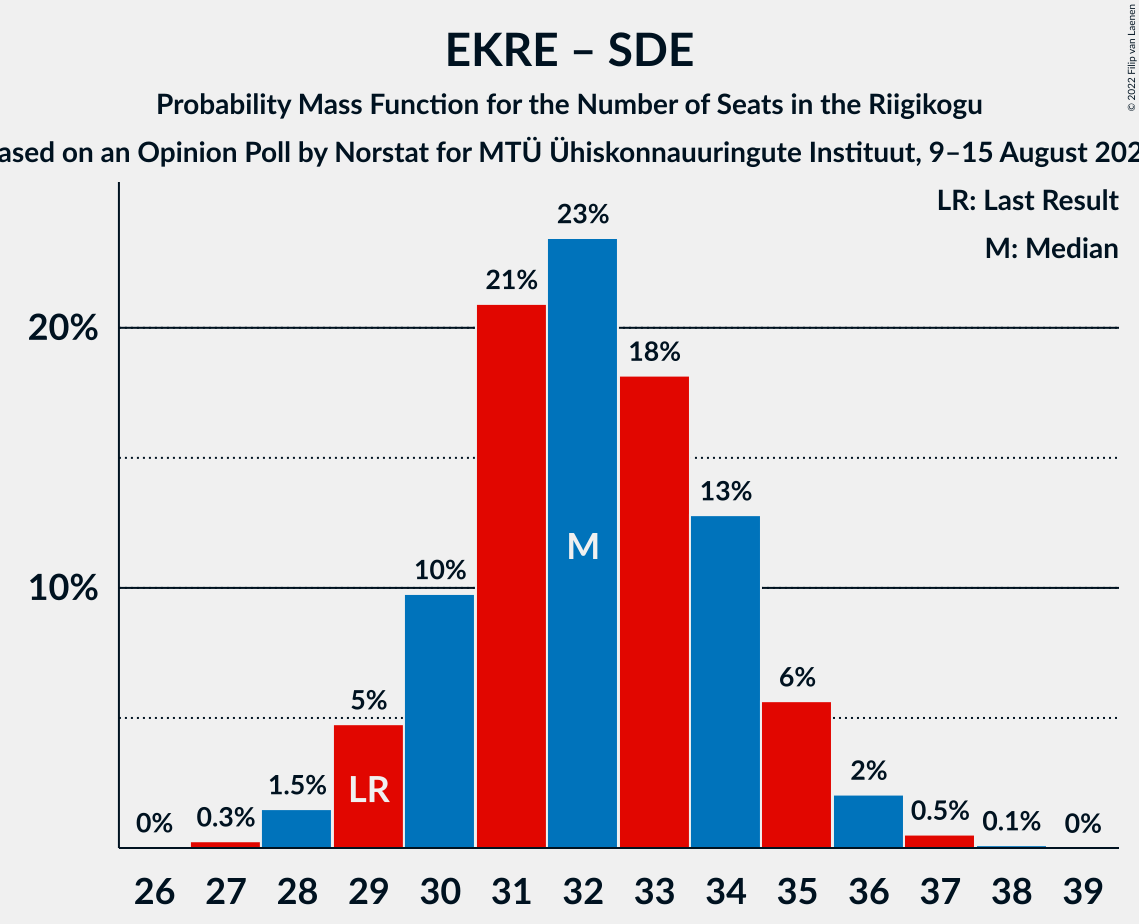 EKRE – SDE
Probability Mass Function for the Number of Seats in the Riigikogu
ased on an Opinion Poll by Norstat for MTÜ Ühiskonnauuringute Instituut, 9–15 August 202
© 2022 Filip van Laenen
LR: Last Result
M: Median
20%
10%
0%
0.3%
1.5%
5%
10%
21%
23%
18%
13%
6%
2%
0.5%
0.1%
0%
LR
M
26 27 28 29 30 31 32 33 34 35 36 37 38 39